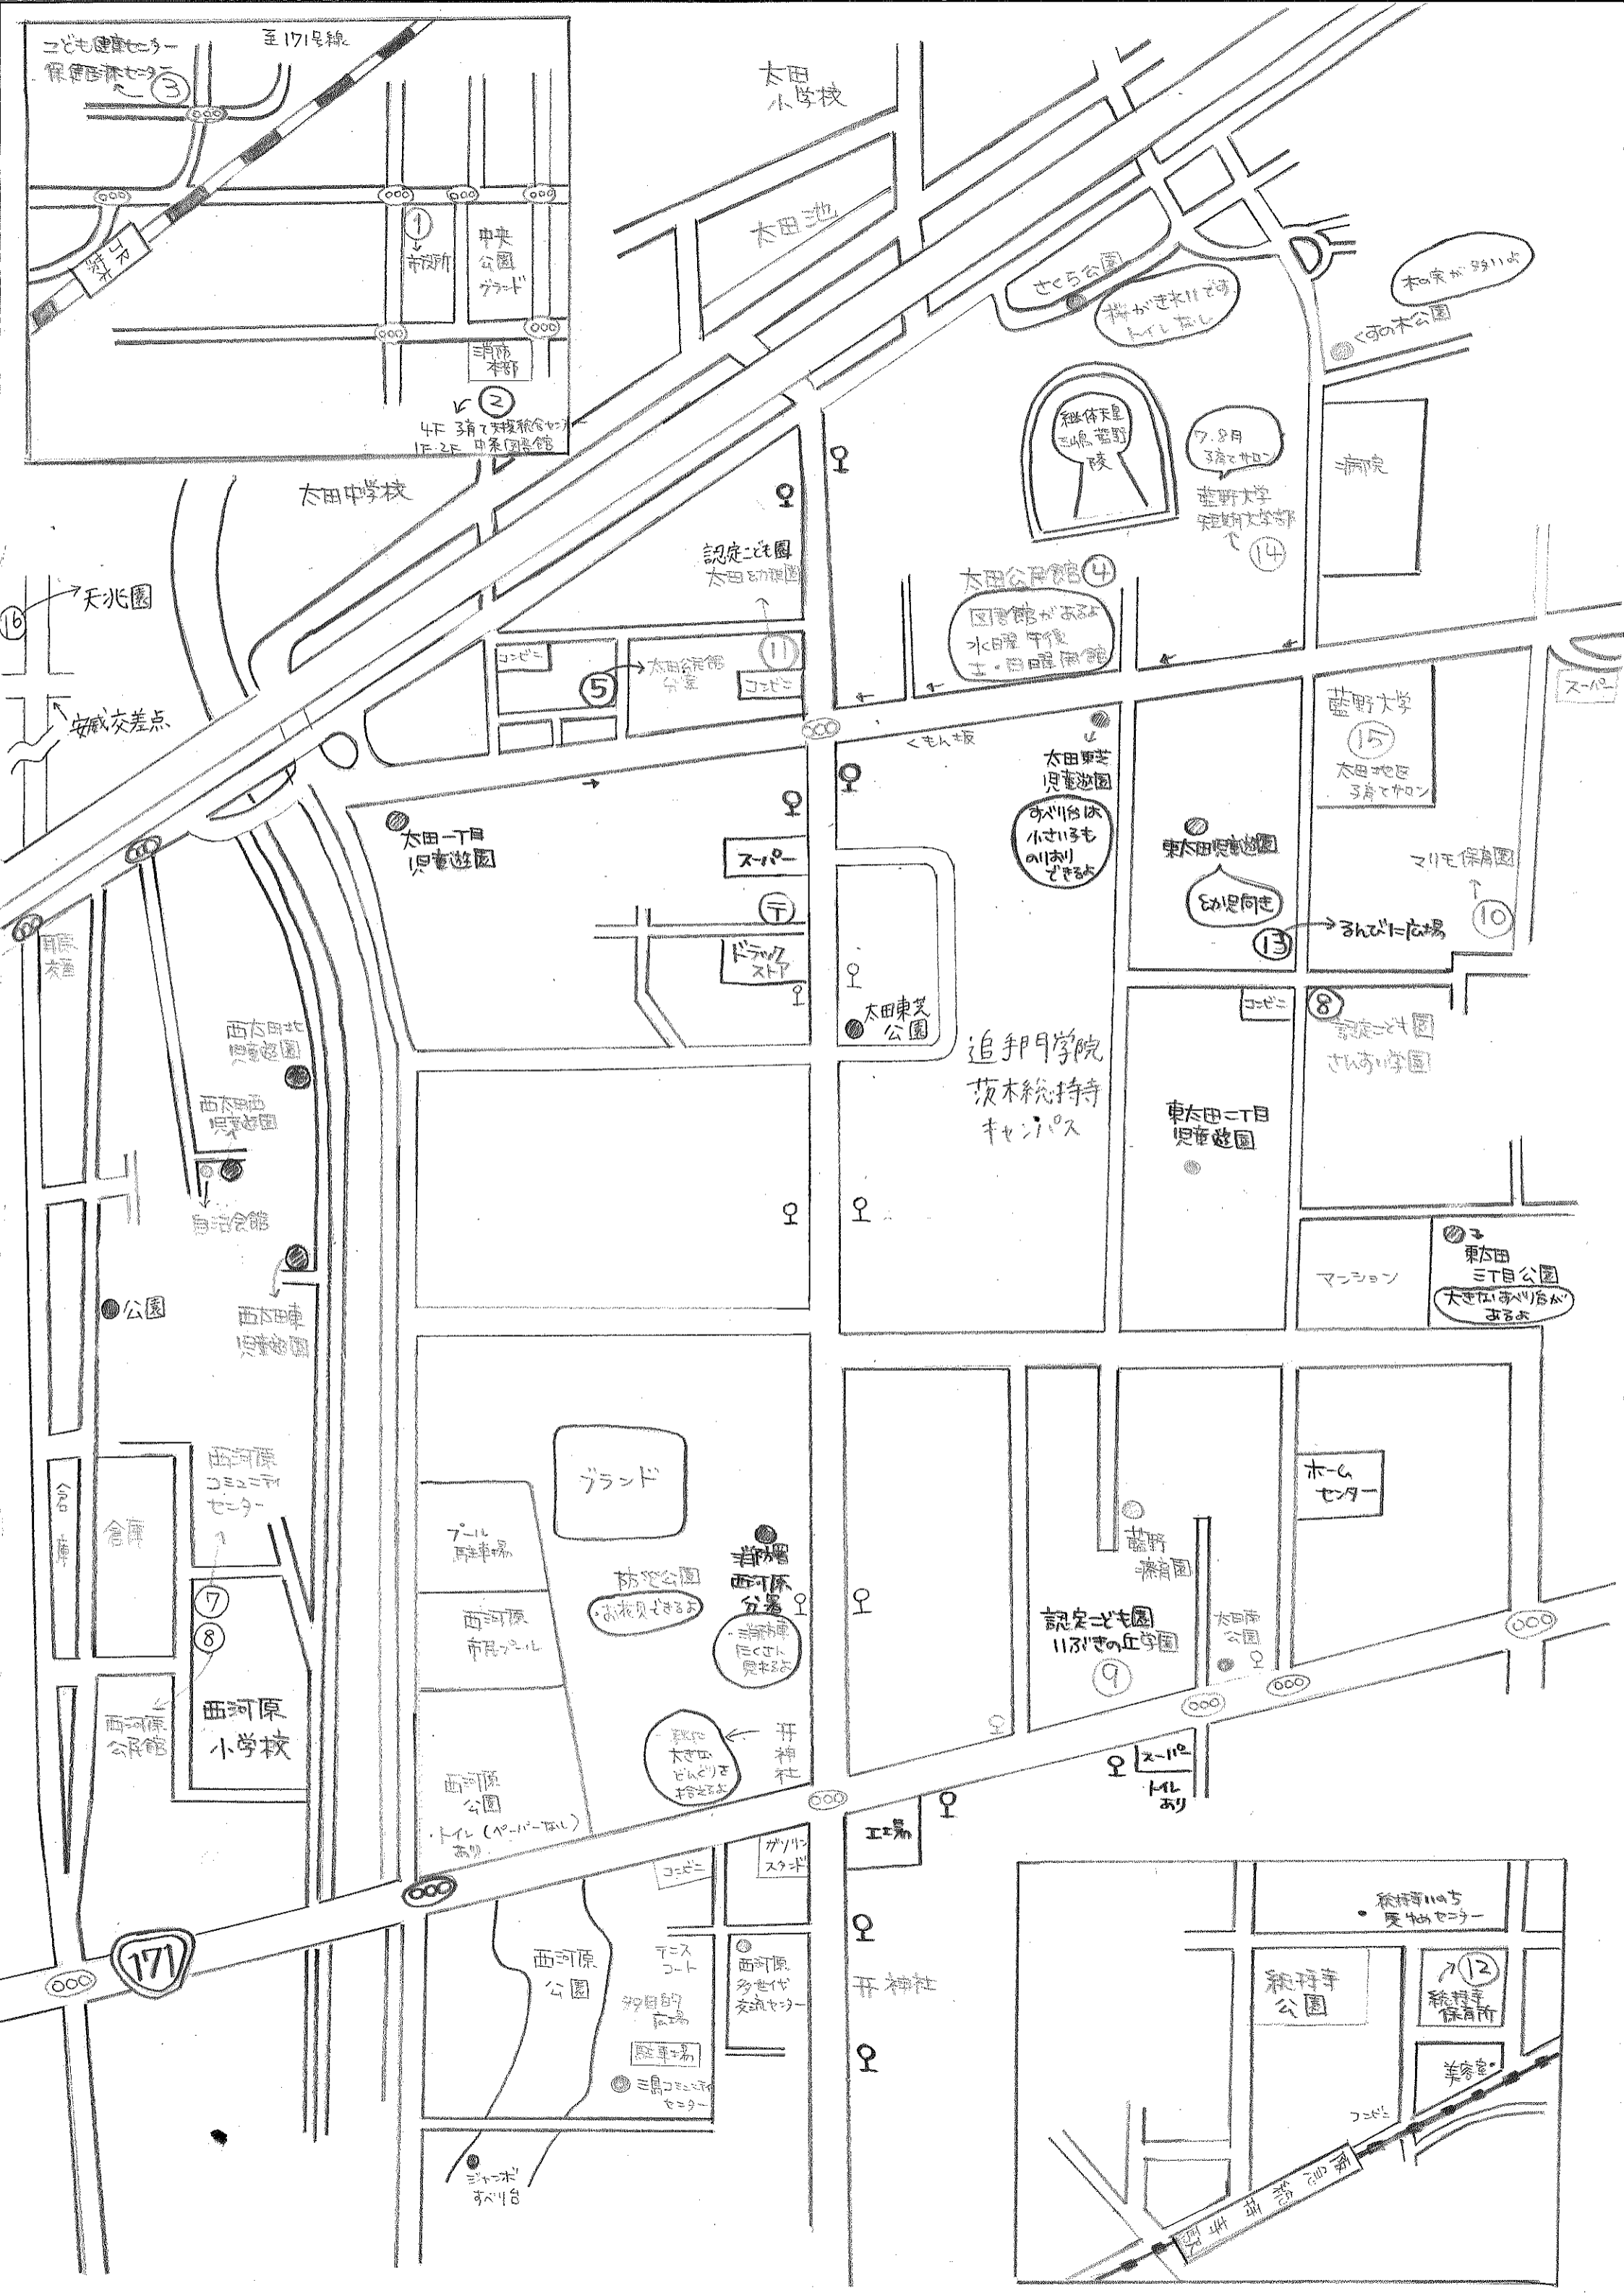 こども健康センター
保健医療センター
③
至171号線
JR茨木
①
市役所
中央
公園
グランド
消防
本部
②
4F 子育て支援総合センター
1F・2F 中条図書館
太田
小学校
太田池
さくら公園
桜がきれいです
トイレなし
木の実が多いよ
くすの木公園
継体天皇
三嶋藍野
陵
7.8月
子育てサロン
藍野大学
短期大学部
⑭
病院
太田中学校
認定こども園
太田幼稚園
⑪
太田公民館 ④
図書館があるよ
水曜午後
土・日曜開館
⑯
天兆園
安威交差点
コンビニ
⑤
太田公民館
分室
コンビニ
くもん坂
太田東芝
児童遊園
すべり台は
小さい子も
のりおり
できるよ
スーパー
藍野大学
⑮
太田地区
子育てサロン
太田一丁目
児童遊園
スーパー
〒
ドラッグ
ストア
東太田児童遊園
幼児向き
⑬
るんびに広場
マリモ保育園
⑩
太田東芝
公園
追手門学院
茨木総持寺
キャンパス
コンビニ
⑧
認定こども園
さんすい学園
西太田北
児童遊園
西太田西
児童遊園
自治会館
西太田東
児童遊園
公園
東太田二丁目
児童遊園
マンション
東太田
三丁目公園
大きなすべり台が
あるよ
倉庫
倉庫
西河原
コミュニティ
センター
⑦
⑧
西河原
公民館
西河原
小学校
グランド
プール
駐車場
西河原
市民プール
防災公園
・お花見できるよ
消防署
西河原
分署
・消防車
たくさん
見れるよ
秋に
大きな
どんぐりを
拾えるよ
神社
西河原
公園
・トイレ(ペーパーなし)
あり
ホーム
センター
藍野
療育園
認定こども園
いぶきの丘学園
⑨
太田南
公園
スーパー
トイレ
あり
工場
ガソリン
スタンド
コンビニ
171
西河原
公園
テニス
コート
多目的
広場
駐車場
三島コミュニティ
センター
西河原
多世代
交流センター
神社
ジャンボ
すべり台
総持寺いのち
・愛・ゆめセンター
総持寺
公園
⑫
総持寺
保育所
美容室
コンビニ
阪急総持寺駅